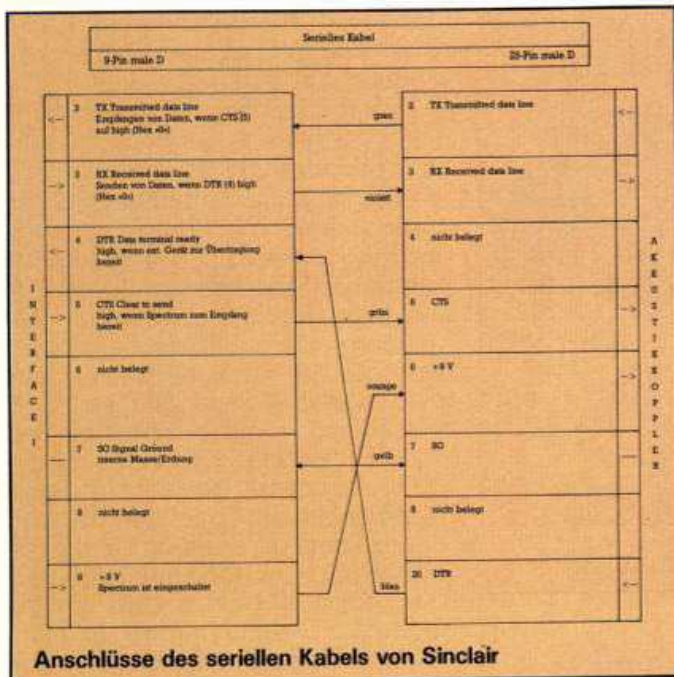 Serielles Kabel
9-Pin male D
25-Pin male D
INTERFACE 1
<--
2 TX Transmitted data line
Empfangen von Daten, wenn CTS (5)
auf high (Hex »0«)
-->
3 RX Received data line
Senden von Daten, wenn DTR (4) high
(Hex »0«)
<--
4 DTR Data terminal ready
high, wenn ext. Gerät zur Übertragung
bereit
-->
5 CTS Clear to send
high, wenn Spectrum zum Empfang
bereit
6 nicht belegt
7 SG Signal Ground
interne Masse/Erdung
8 nicht belegt
-->
9 +9 V
Spectrum ist eingeschaltet
grau
violett
grün
orange
gelb
blau
2 TX Transmitted data line
<--
3 RX Received data line
-->
4 nicht belegt
5 CTS
-->
6 +9 V
-->
7 SG
8 nicht belegt
20 DTR
<--
AKUSTIKKOPPLER
Anschlüsse des seriellen Kabels von Sinclair